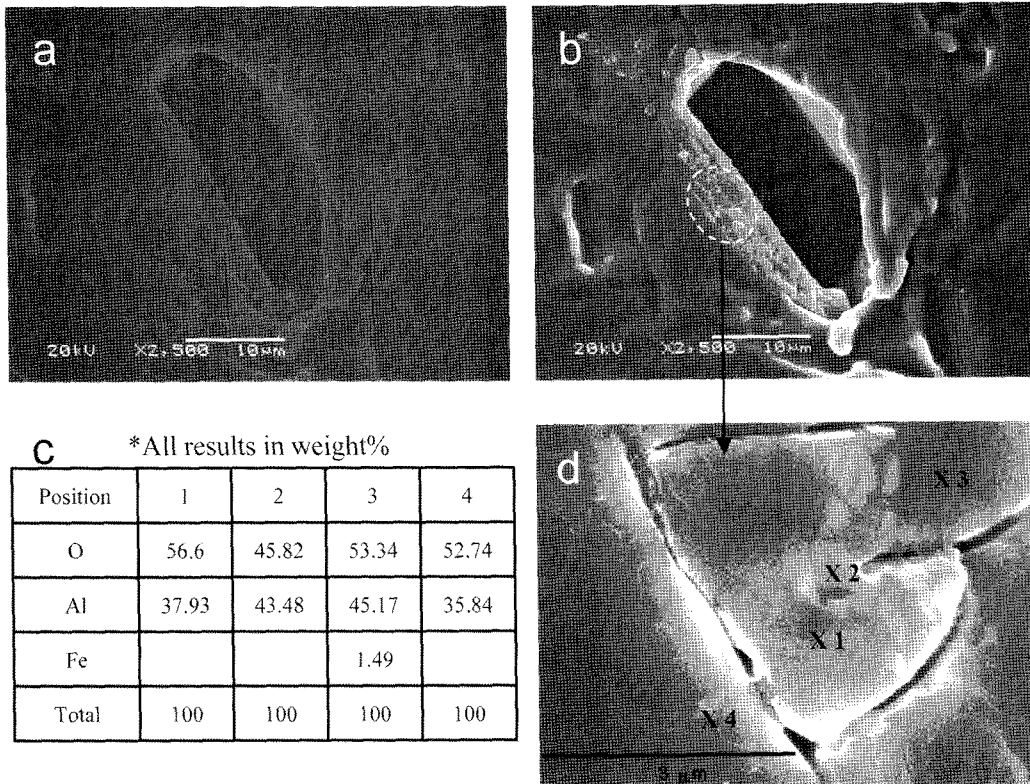 a
20kV X2,500 10µm
b
20kV X2,500 10µm
c *All results in weight%
Position 1 2 3 4
O 56.6 45.82 53.34 52.74
Al 37.93 43.48 45.17 35.84
Fe 1.49
Total 100 100 100 100
d
X 3
X 2
X 1
X 4
3 µm